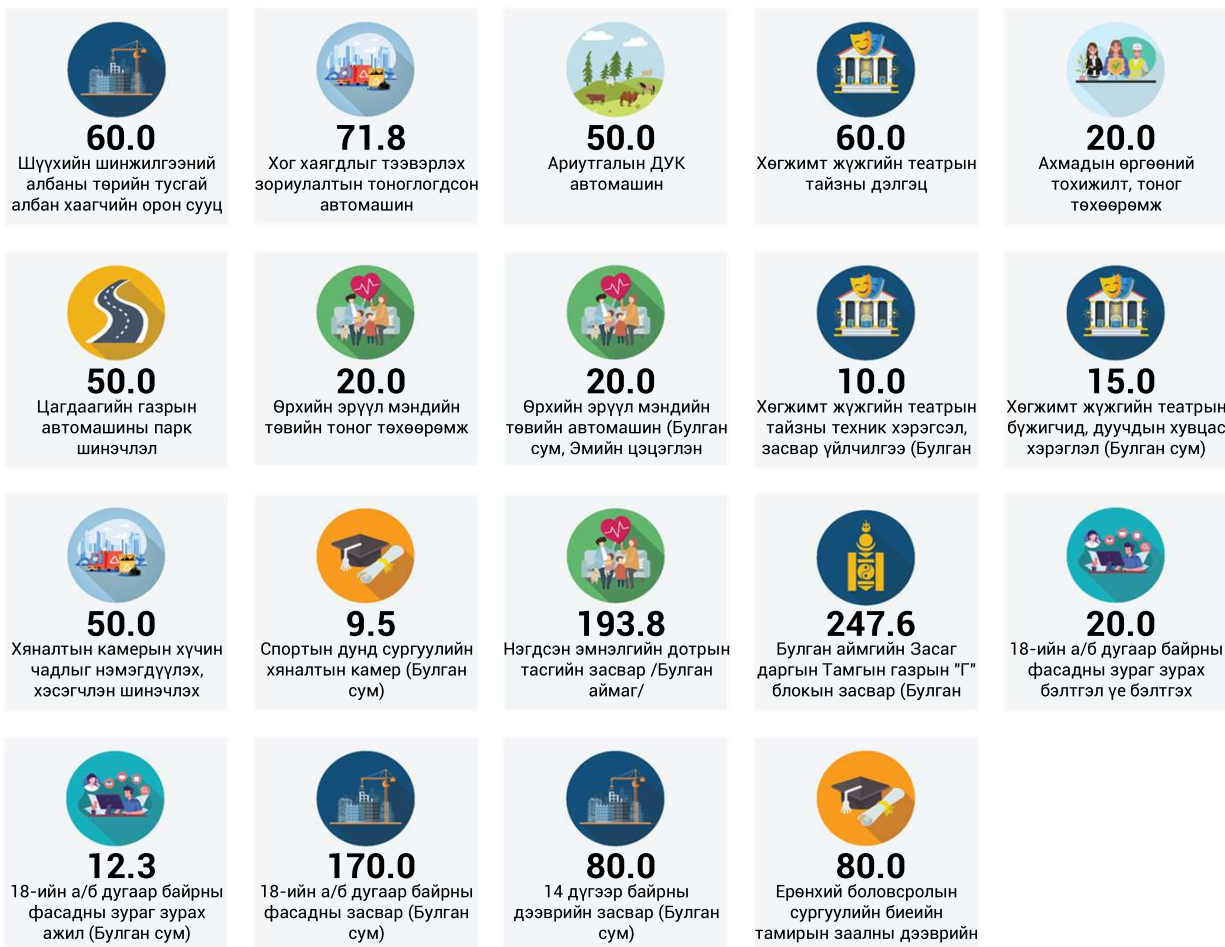 60.0
Шүүхийн шинжилгээний
албаны төрийн тусгай
албан хаагчийн орон сууц
71.8
Хог хаягдлыг тээвэрлэх
зориулалтын тоноглогдсон
автомашин
50.0
Ариутгалын ДУК
автомашин
60.0
Хөгжимт жүжгийн театрын
тайзны дэлгэц
20.0
Ахмадын өргөөний
тохижилт, тоног
төхөөрөмж
50.0
Цагдаагийн газрын
автомашины парк
шинэчлэл
20.0
Өрхийн эрүүл мэндийн
төвийн тоног төхөөрөмж
20.0
Өрхийн эрүүл мэндийн
төвийн автомашин (Булган
сум, Эмийн цэцэглэн
10.0
Хөгжимт жүжгийн театрын
тайзны техник хэрэгсэл,
засвар үйлчилгээ (Булган
15.0
Хөгжимт жүжгийн театрын
бүжигчид, дуучдын хувцас
хэрэглэл (Булган сум)
50.0
Хяналтын камерын хүчин
чадлыг нэмэгдүүлэх,
хэсэгчлэн шинэчлэх
9.5
Спортын дунд сургуулийн
хяналтын камер (Булган
сум)
193.8
Нэгдсэн эмнэлгийн дотрын
тасгийн засвар /Булган
аймаг/
247.6
Булган аймгийн Засаг
даргын Тамгын газрын "Г"
блокын засвар (Булган
20.0
18-ийн а/б дугаар байрны
фасадны зураг зурах
бэлтгэл үе бэлтгэх
12.3
18-ийн а/б дугаар байрны
фасадны зураг зурах
ажил (Булган сум)
170.0
18-ийн а/б дугаар байрны
фасадны засвар (Булган
сум)
80.0
14 дүгээр байрны
дээврийн засвар (Булган
сум)
80.0
Ерөнхий боловсролын
сургуулийн биеийн
тамирын заалны дээврийн